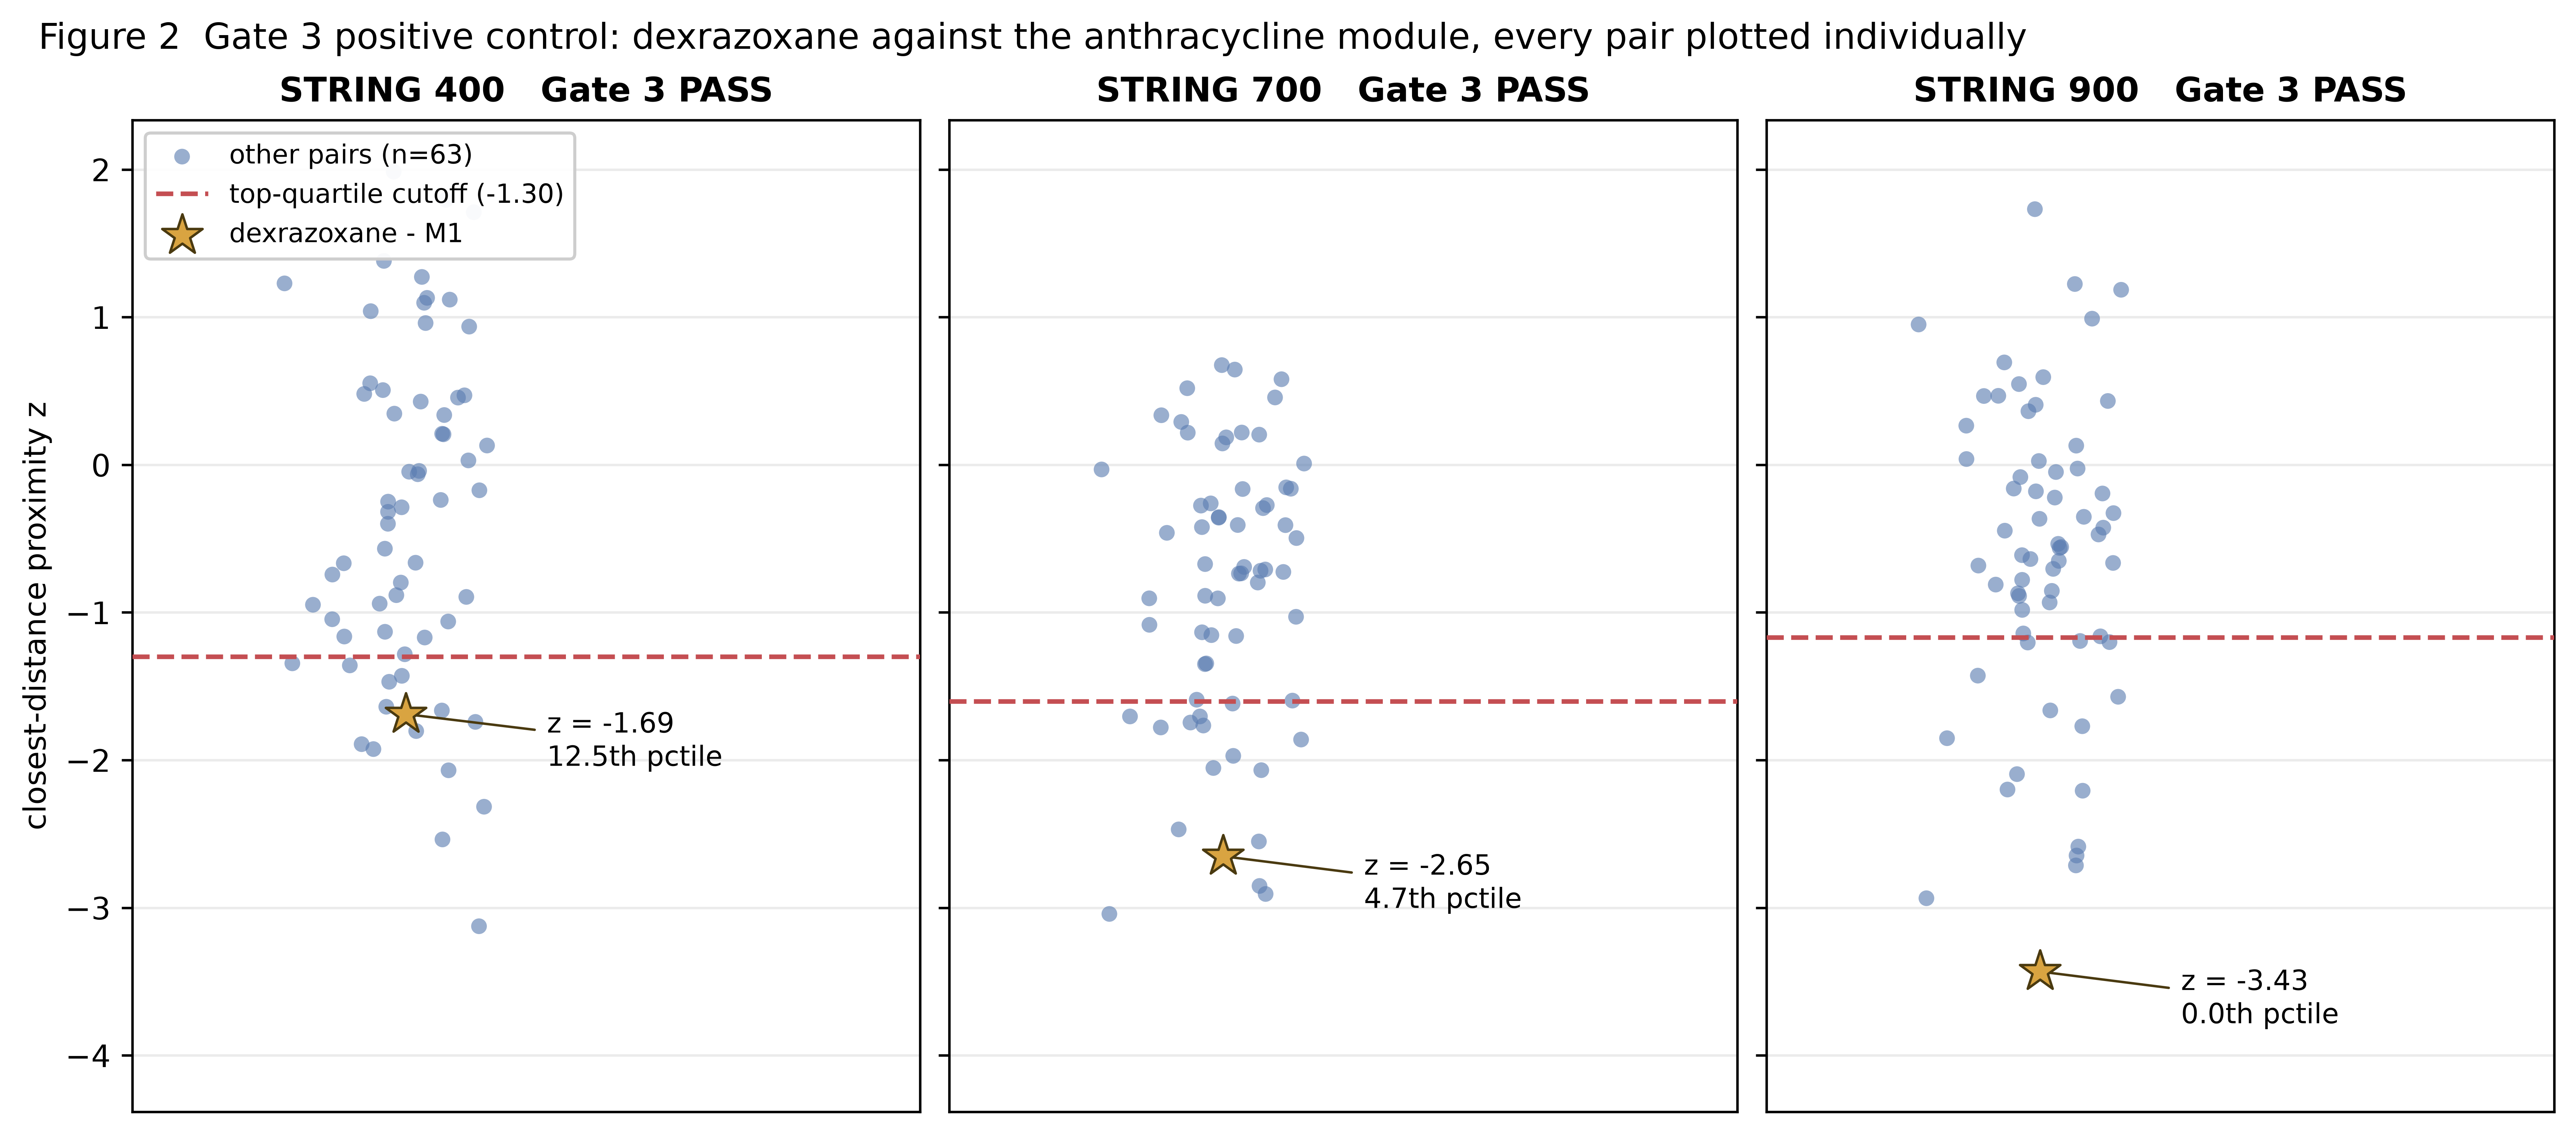 Figure 2  Gate 3 positive control: dexrazoxane against the anthracycline module, every pair plotted individually
STRING 400   Gate 3 PASS
STRING 700   Gate 3 PASS
STRING 900   Gate 3 PASS
closest-distance proximity z
2
1
0
−1
−2
−3
−4
other pairs (n=63)
top-quartile cutoff (-1.30)
dexrazoxane - M1
z = -1.69
12.5th pctile
z = -2.65
4.7th pctile
z = -3.43
0.0th pctile